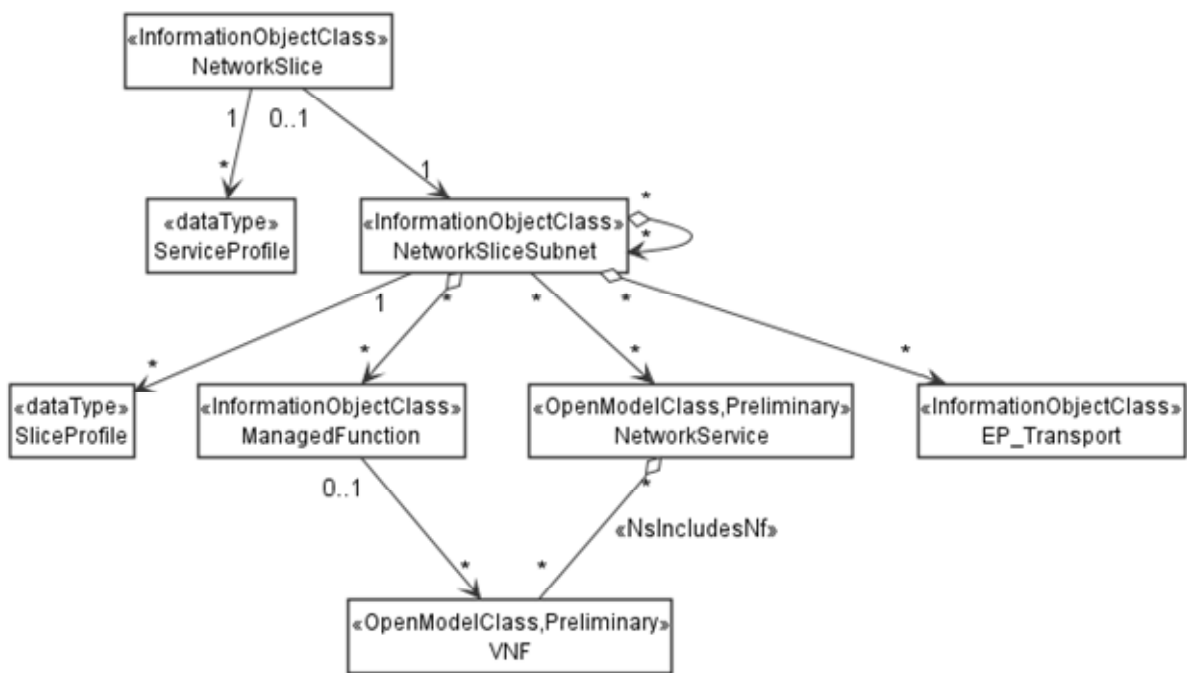 «InformationObjectClass»
NetworkSlice
1
0..1
*
1
«dataType»
ServiceProfile
«InformationObjectClass»
NetworkSliceSubnet
*
*
1
*
*
*
*
*
*
*
«dataType»
SliceProfile
«InformationObjectClass»
ManagedFunction
«OpenModelClass,Preliminary»
NetworkService
«InformationObjectClass»
EP_Transport
0..1
*
«NsIncludesNf»
*
*
«OpenModelClass,Preliminary»
VNF